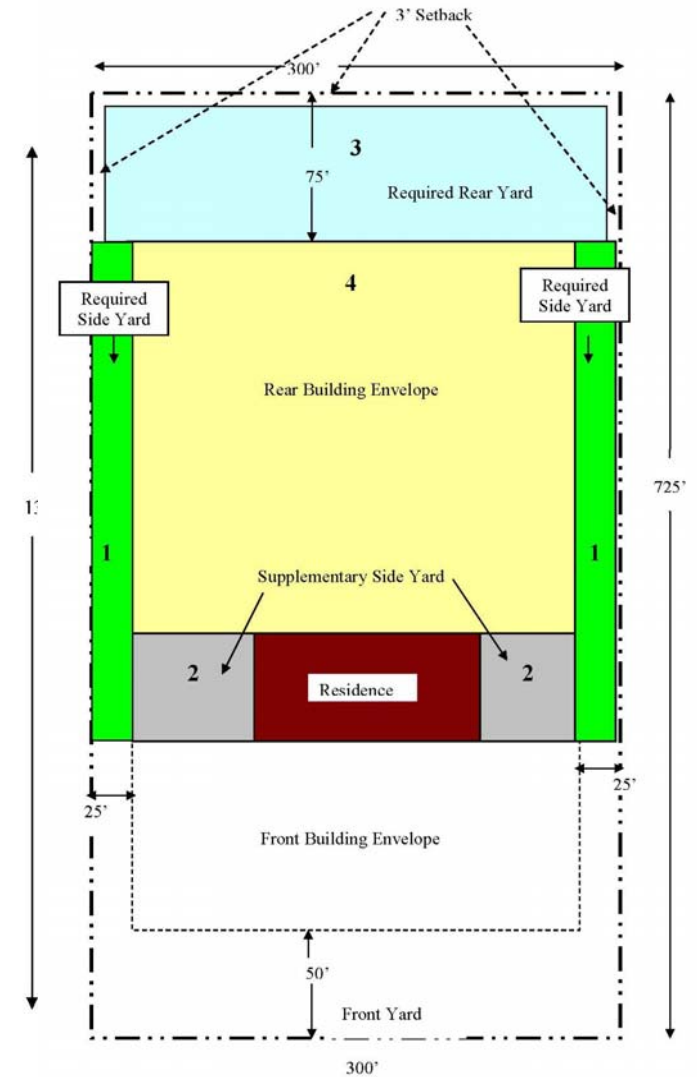 3' Setback
300'
3
75'
Required Rear Yard
4
Required
Side Yard
Required
Side Yard
Rear Building Envelope
725'
1
1
Supplementary Side Yard
2
2
Residence
25'
25'
Front Building Envelope
50'
Front Yard
300'